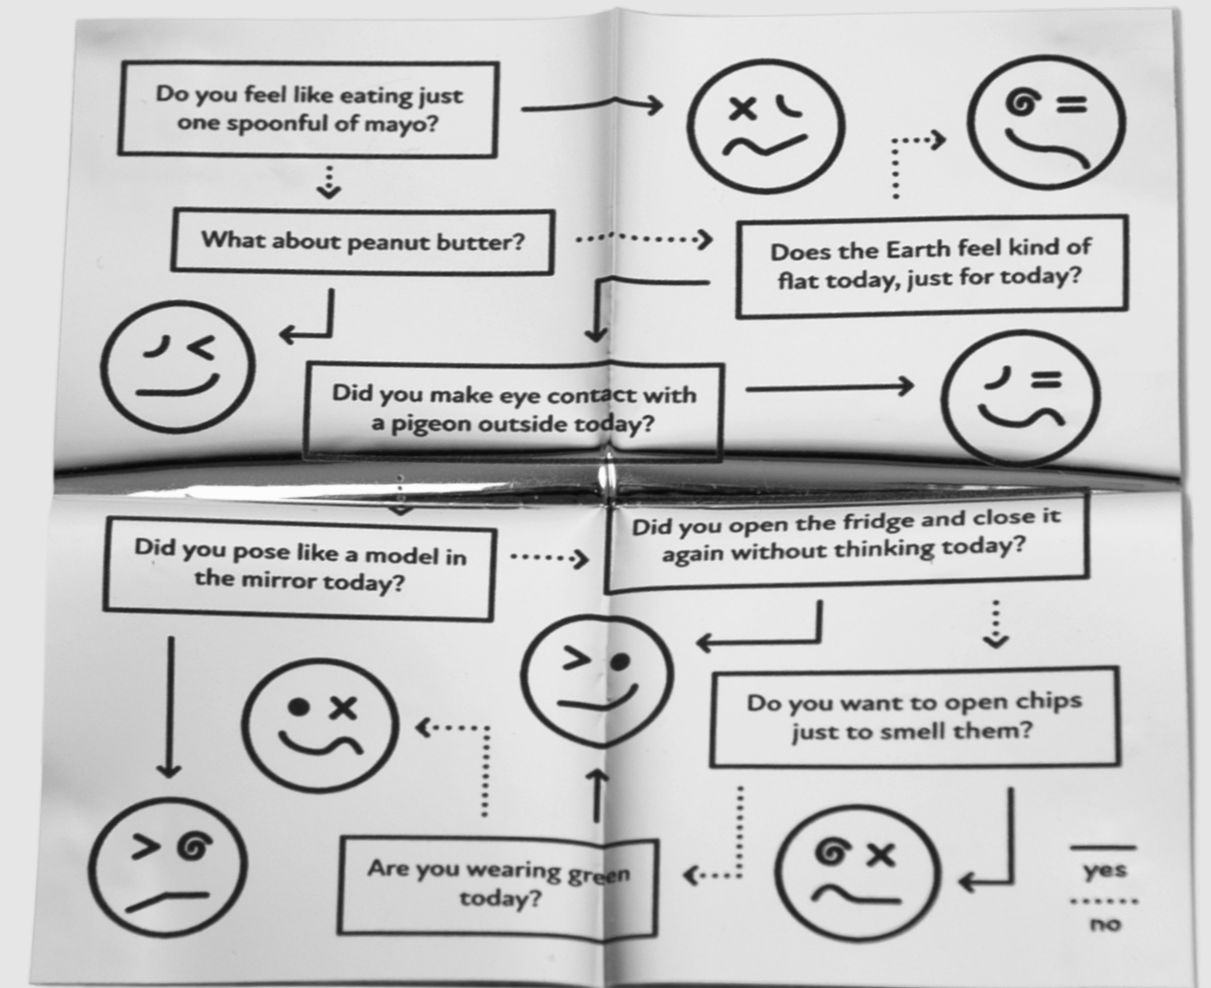 Do you feel like eating just
one spoonful of mayo?
What about peanut butter?
Does the Earth feel kind of
flat today, just for today?
Did you make eye contact with
a pigeon outside today?
Did you pose like a model in
the mirror today?
Did you open the fridge and close it
again without thinking today?
Do you want to open chips
just to smell them?
Are you wearing green
today?
yes
no